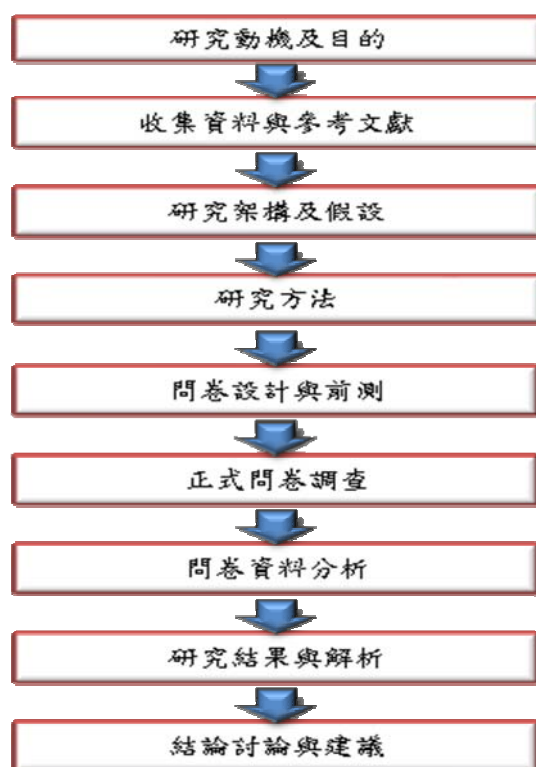 研究動機及目的
收集資料與參考文獻
研究架構及假設
研究方法
問卷設計與前測
正式問卷調查
問卷資料分析
研究結果與解析
結論討論與建議